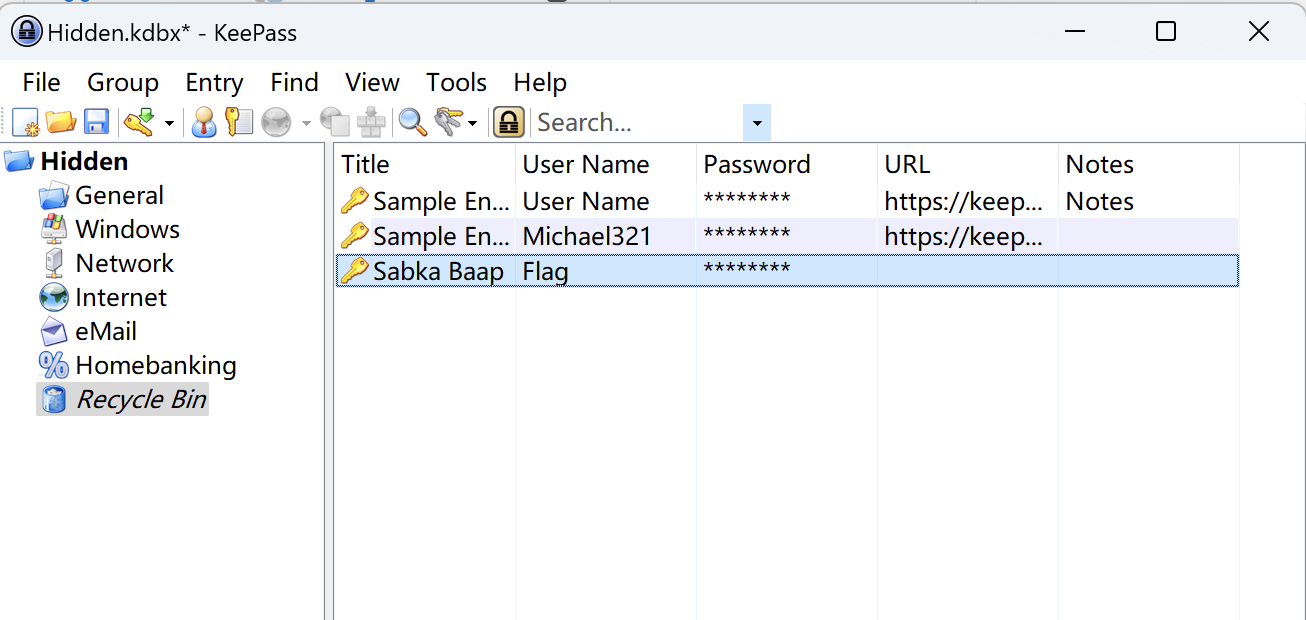 Hidden.kdbx* - KeePass
File Group Entry Find View Tools Help
Search...
Hidden
General
Windows
Network
Internet
eMail
Homebanking
Recycle Bin
Title User Name Password URL Notes
Sample En... User Name ******** https://keep... Notes
Sample En... Michael321 ******** https://keep...
Sabka Baap Flag ********